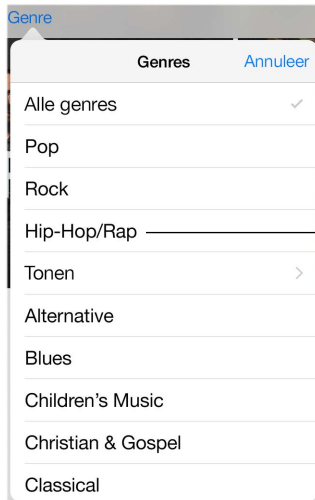 Genre
Genres Annuleer
Alle genres
Pop
Rock
Hip-Hop/Rap
Tonen
Alternative
Blues
Children’s Music
Christian & Gospel
Classical